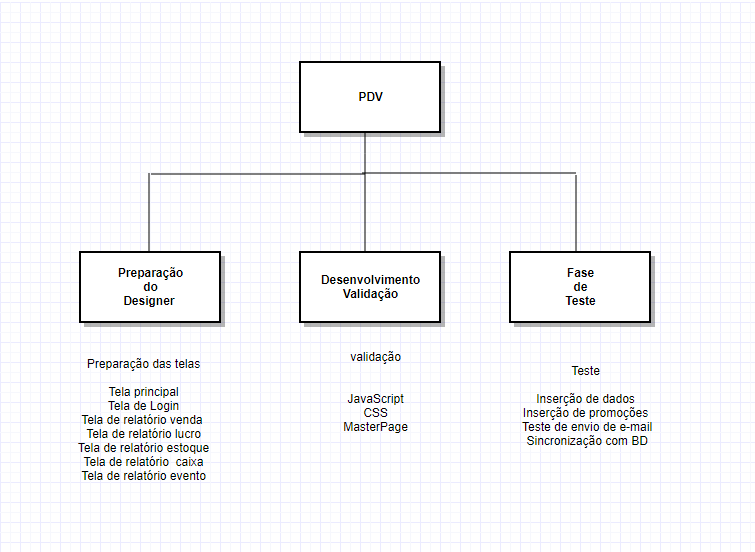 PDV
Preparação
do
Designer
Desenvolvimento
Validação
Fase
de
Teste
Preparação das telas
Tela principal
Tela de Login
Tela de relatório venda
Tela de relatório lucro
Tela de relatório estoque
Tela de relatório  caixa
Tela de relatório evento
validação
JavaScript
CSS
MasterPage
Teste
Inserção de dados
Inserção de promoções
Teste de envio de e-mail
Sincronização com BD